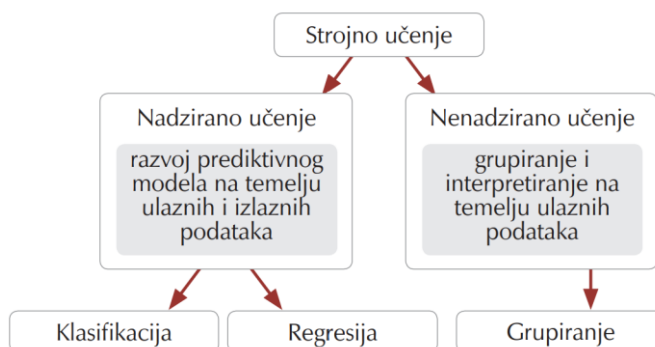 Strojno učenje
Nadzirano učenje
razvoj prediktivnog
modela na temelju
ulaznih i izlaznih
podataka
Nenadzirano učenje
grupiranje i
interpretiranje na
temelju ulaznih
podataka
Klasifikacija
Regresija
Grupiranje